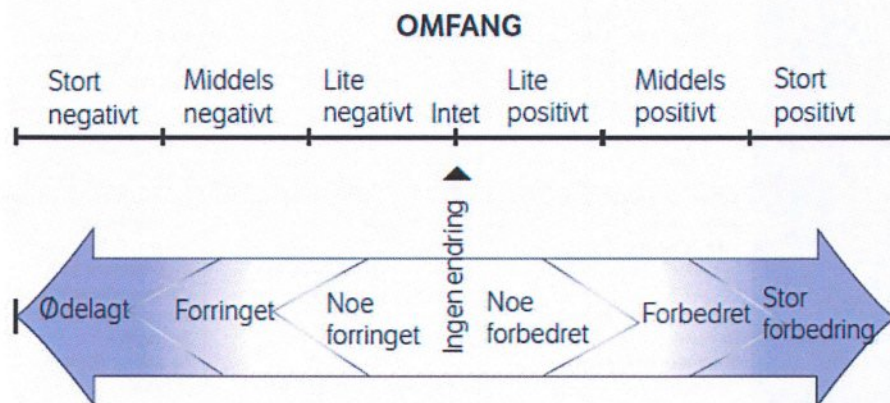 OMFANG
Stort negativt
Middels negativt
Lite negativt
Intet
Lite positivt
Middels positivt
Stort positivt
Ingen endring
Ødelagt
Forringet
Noe forringet
Noe forbedret
Forbedret
Stor forbedring